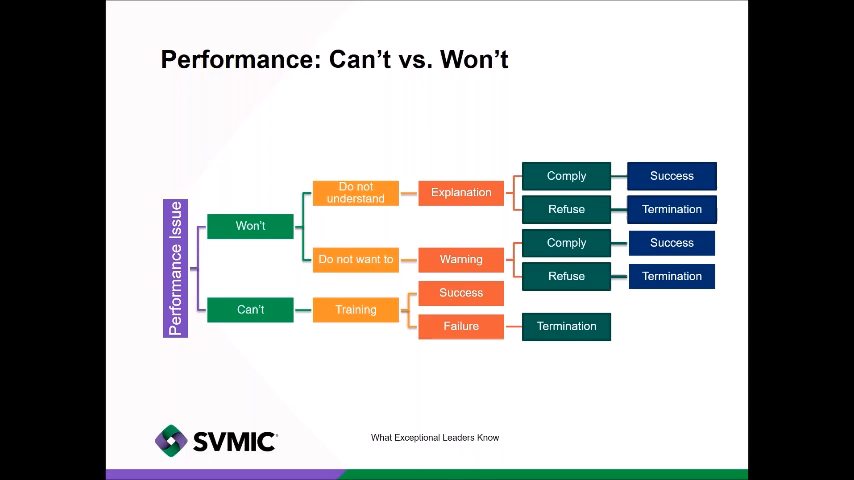 Performance: Can't vs. Won't
Performance Issue
Won't
Do not
understand
Explanation
Comply
Success
Refuse
Termination
Do not want to
Warning
Comply
Success
Refuse
Termination
Can't
Training
Success
Failure
Termination
SVMIC
What Exceptional Leaders Know